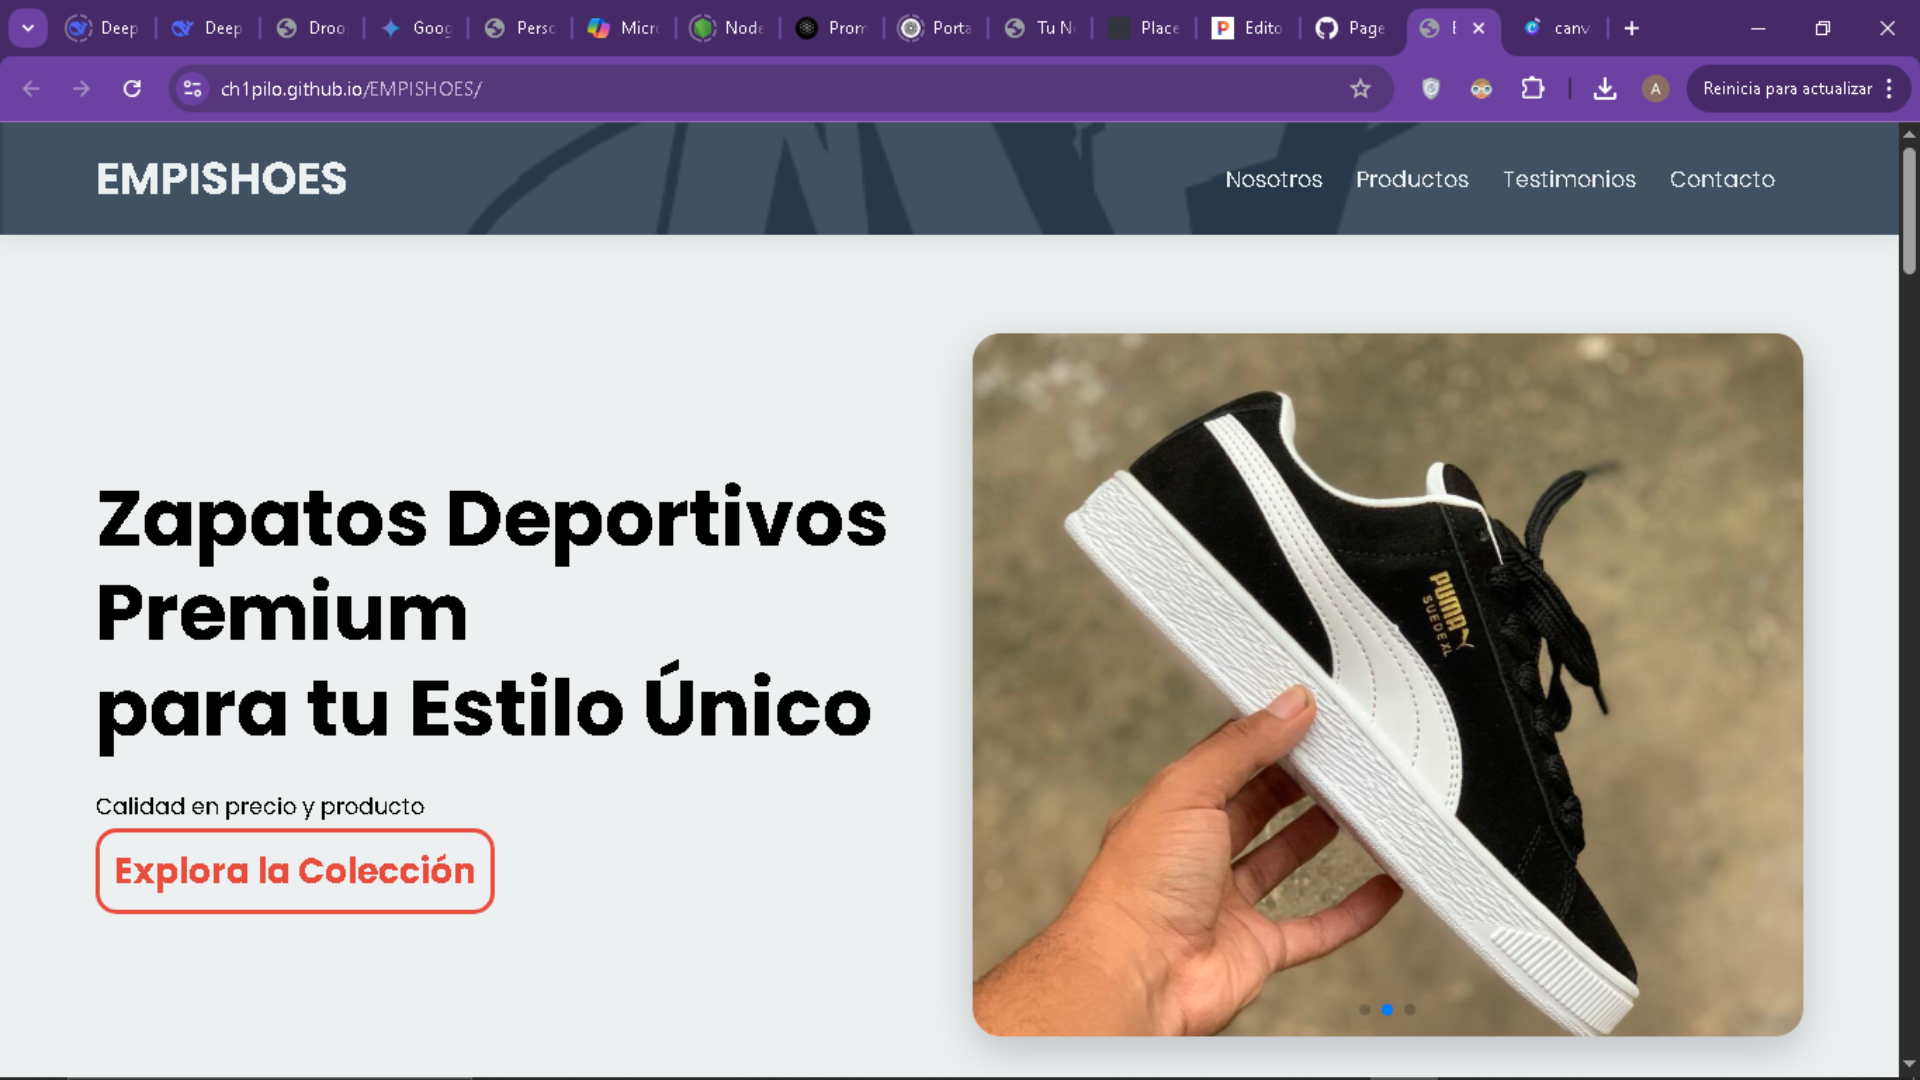 Deep
Deep
Droo
Goog
Perso
Micro
Node
Prom
Porta
Tu N
Place
Edito
Page
E
canv
ch1pilo.github.io/EMPISHOES/
A
Reinicia para actualizar
EMPISHOES
Nosotros
Productos
Testimonios
Contacto
Zapatos Deportivos
Premium
para tu Estilo Único
Calidad en precio y producto
Explora la Colección
PUMA
SUEDE XL